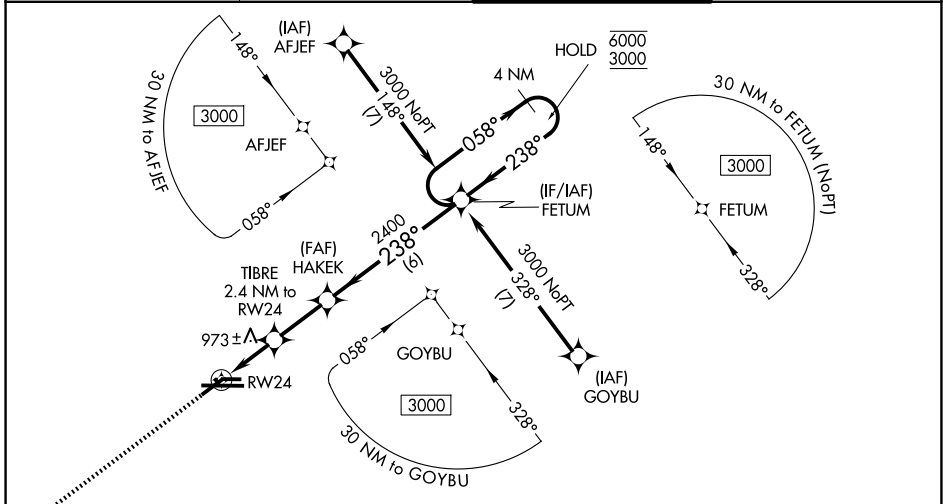 (IAF)
AFJEF
148°
30 NM to AFJEF
3000
AFJEF
058°
3000 NoPT
148°
(7)
HOLD
6000
3000
4 NM
058°
238°
(IF/IAF)
FETUM
30 NM to FETUM (NoPT)
148°
3000
FETUM
328°
2400
238°
(6)
(FAF)
HAKEK
TIBRE
2.4 NM to
RW24
973 ±
RW24
3000 NoPT
328°
(7)
(IAF)
GOYBU
058°
GOYBU
3000
328°
30 NM to GOYBU